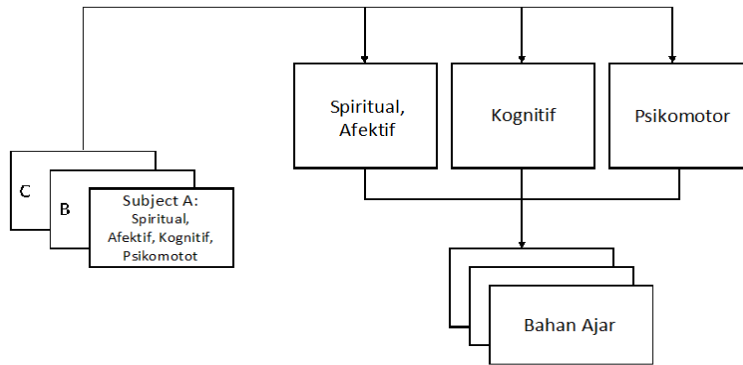 Spiritual,
Afektif
Kognitif
Psikomotor
C
B
Subject A:
Spiritual,
Afektif, Kognitif,
Psikomotot
Bahan Ajar